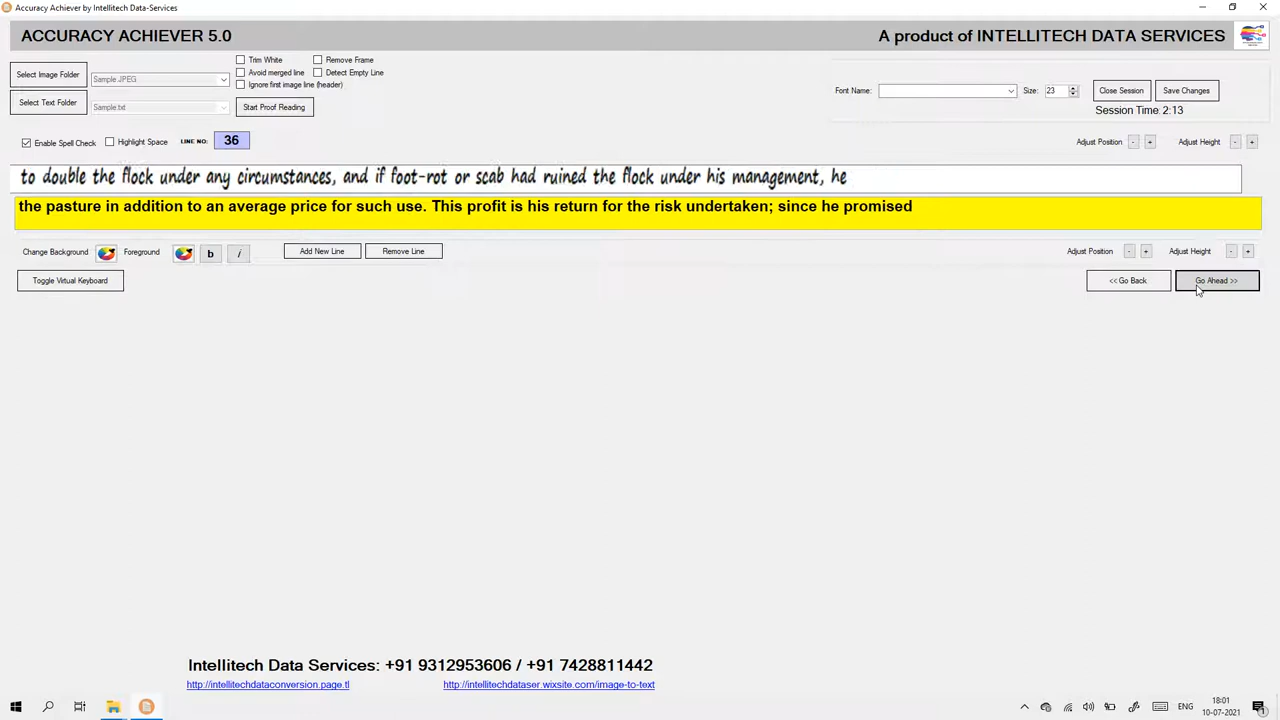 Accuracy Achiever by Intellitech Data-Services
ACCURACY ACHIEVER 5.0
A product of INTELLITECH DATA SERVICES
Select Image Folder
Sample.JPEG
Trim White
Remove Frame
Avoid merged line
Detect Empty Line
Ignore first image line (header)
Select Text Folder
Sample.txt
Start Proof Reading
Font Name:
Size:
23
Close Session
Save Changes
Session Time: 2:13
Enable Spell Check
Highlight Space
LINE NO:
36
Adjust Position
-
+
Adjust Height
-
+
to double the flock under any circumstances, and if foot-rot or scab had ruined the flock under his management, he
the pasture in addition to an average price for such use. This profit is his return for the risk undertaken; since he promised
Change Background
Foreground
b
i
Add New Line
Remove Line
Adjust Position
-
+
Adjust Height
-
+
Toggle Virtual Keyboard
<< Go Back
Go Ahead >>
Intellitech Data Services: +91 9312953606 / +91 7428811442
http://intellitechdataconversion.page.tl
http://intellitechdataser.wixsite.com/image-to-text
ENG
18:01
10-07-2021
1